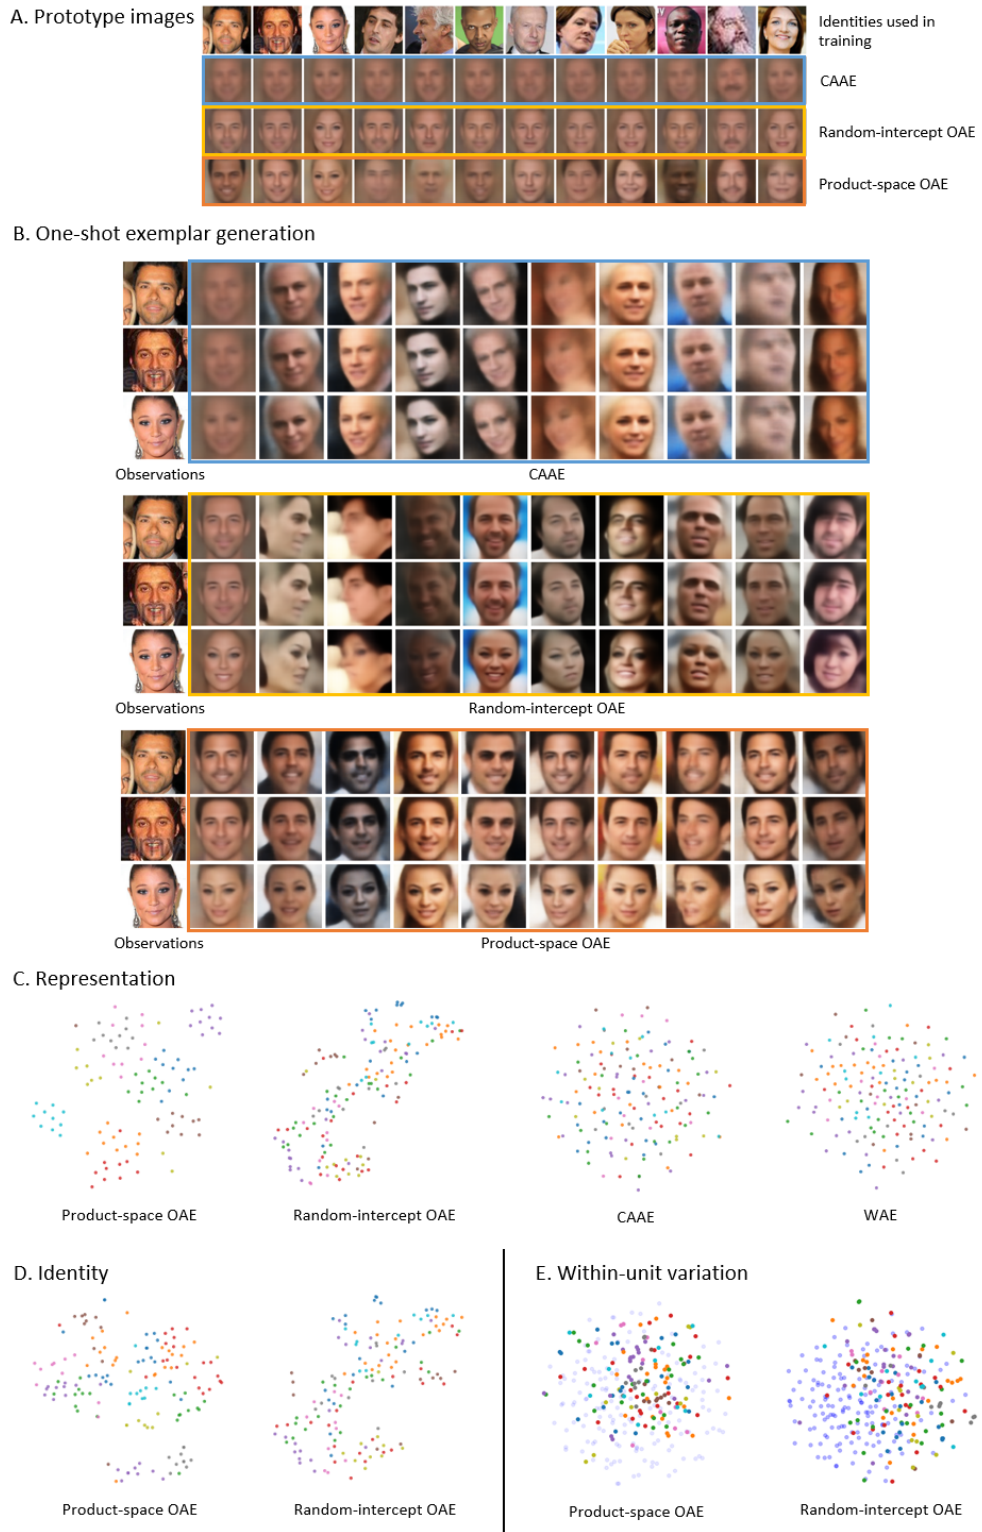 A. Prototype images
Identities used in
training
CAAE
Random-intercept OAE
Product-space OAE
B. One-shot exemplar generation
Observations
CAAE
Observations
Random-intercept OAE
Observations
Product-space OAE
C. Representation
Product-space OAE
Random-intercept OAE
CAAE
WAE
D. Identity
E. Within-unit variation
Product-space OAE
Random-intercept OAE
Product-space OAE
Random-intercept OAE